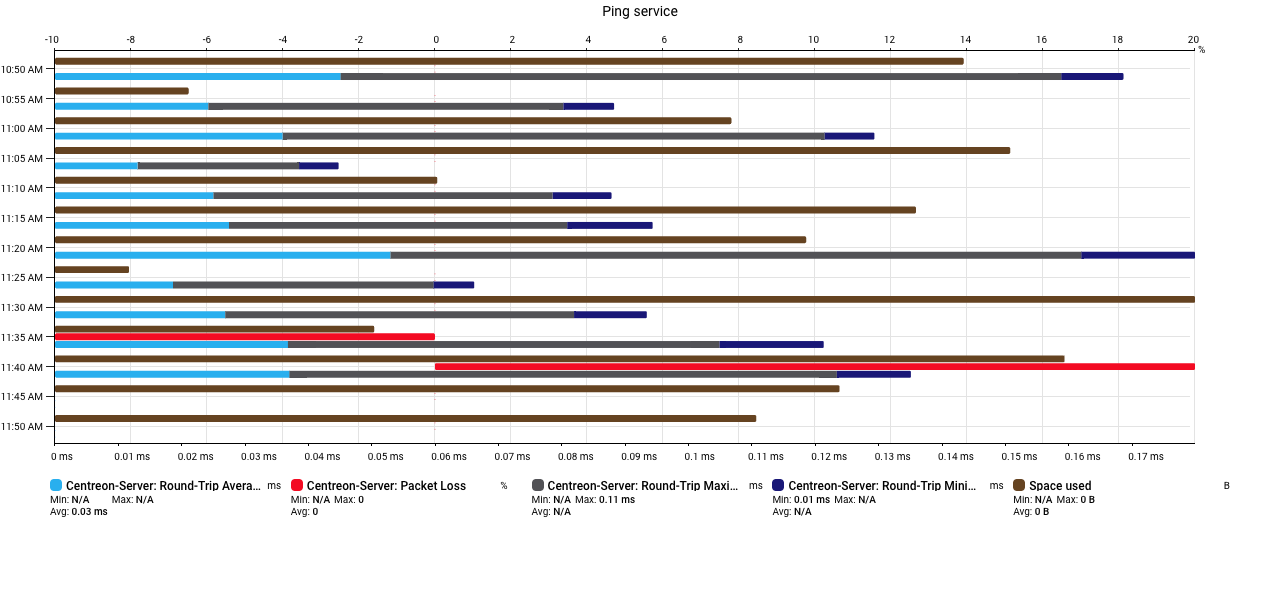 Ping service
-10 -8 -6 -4 -2 0 2 4 6 8 10 12 14 16 18 20
%
10:50 AM
10:55 AM
11:00 AM
11:05 AM
11:10 AM
11:15 AM
11:20 AM
11:25 AM
11:30 AM
11:35 AM
11:40 AM
11:45 AM
11:50 AM
0 ms 0.01 ms 0.02 ms 0.03 ms 0.04 ms 0.05 ms 0.06 ms 0.07 ms 0.08 ms 0.09 ms 0.1 ms 0.11 ms 0.12 ms 0.13 ms 0.14 ms 0.15 ms 0.16 ms 0.17 ms
Centreon-Server: Round-Trip Avera... ms Centreon-Server: Packet Loss % Centreon-Server: Round-Trip Maxi... ms Centreon-Server: Round-Trip Mini... ms Space used B
Min: N/A Max: N/A Min: N/A Max: 0 Min: N/A Max: 0.11 ms Min: 0.01 ms Max: N/A Min: N/A Max: 0 B
Avg: 0.03 ms Avg: 0 Avg: N/A Avg: N/A Avg: 0 B